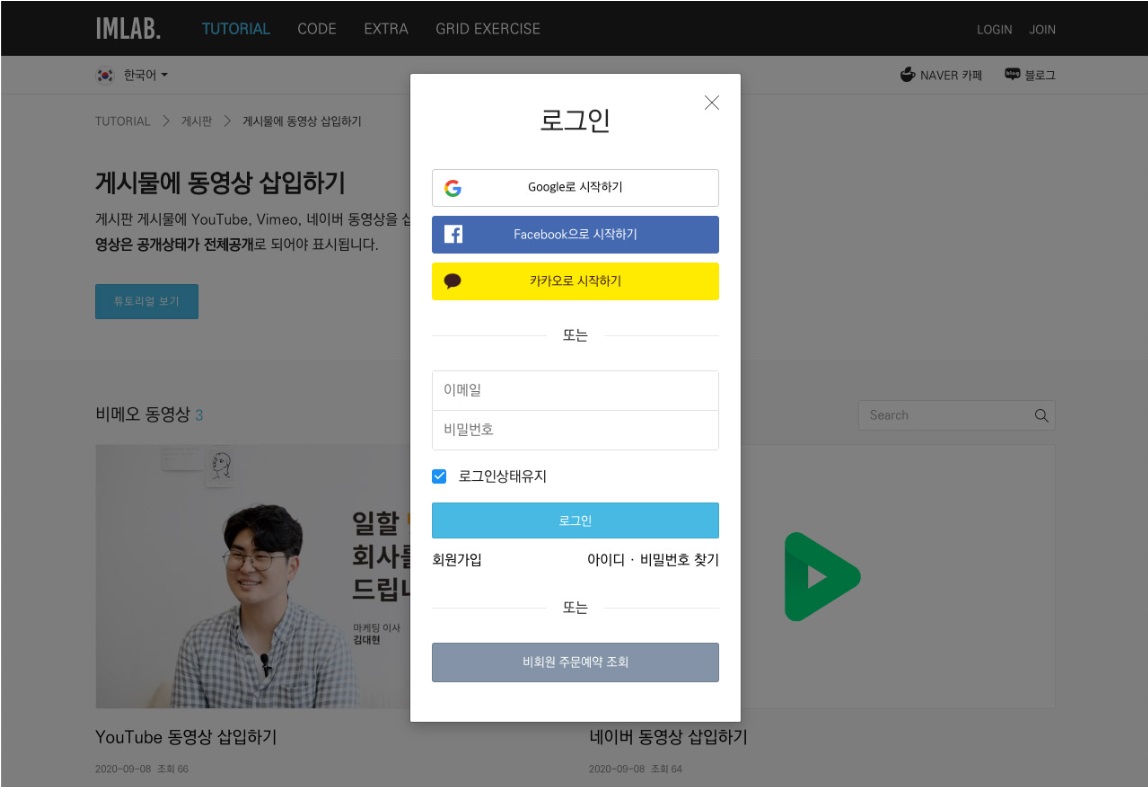 IMLAB.
TUTORIAL CODE EXTRA GRID EXERCISE
LOGIN JOIN
한국어
NAVER 카페
blog 블로그
TUTORIAL > 게시판 > 게시물에 동영상 삽입하기
게시물에 동영상 삽입하기
게시판 게시물에 YouTube, Vimeo, 네이버 동영상을
영상은 공개상태가 전체공개로 되어야 표시됩니다.
튜토리얼 보기
로그인
Google로 시작하기
Facebook으로 시작하기
카카오로 시작하기
또는
이메일
비밀번호
로그인상태유지
로그인
회원가입
아이디 · 비밀번호 찾기
또는
비회원 주문예약 조회
비메오 동영상 3
Search
일할
회사를
드립니
마케팅 이사
김대현
YouTube 동영상 삽입하기
2020-09-08 조회 66
네이버 동영상 삽입하기
2020-09-08 조회 64